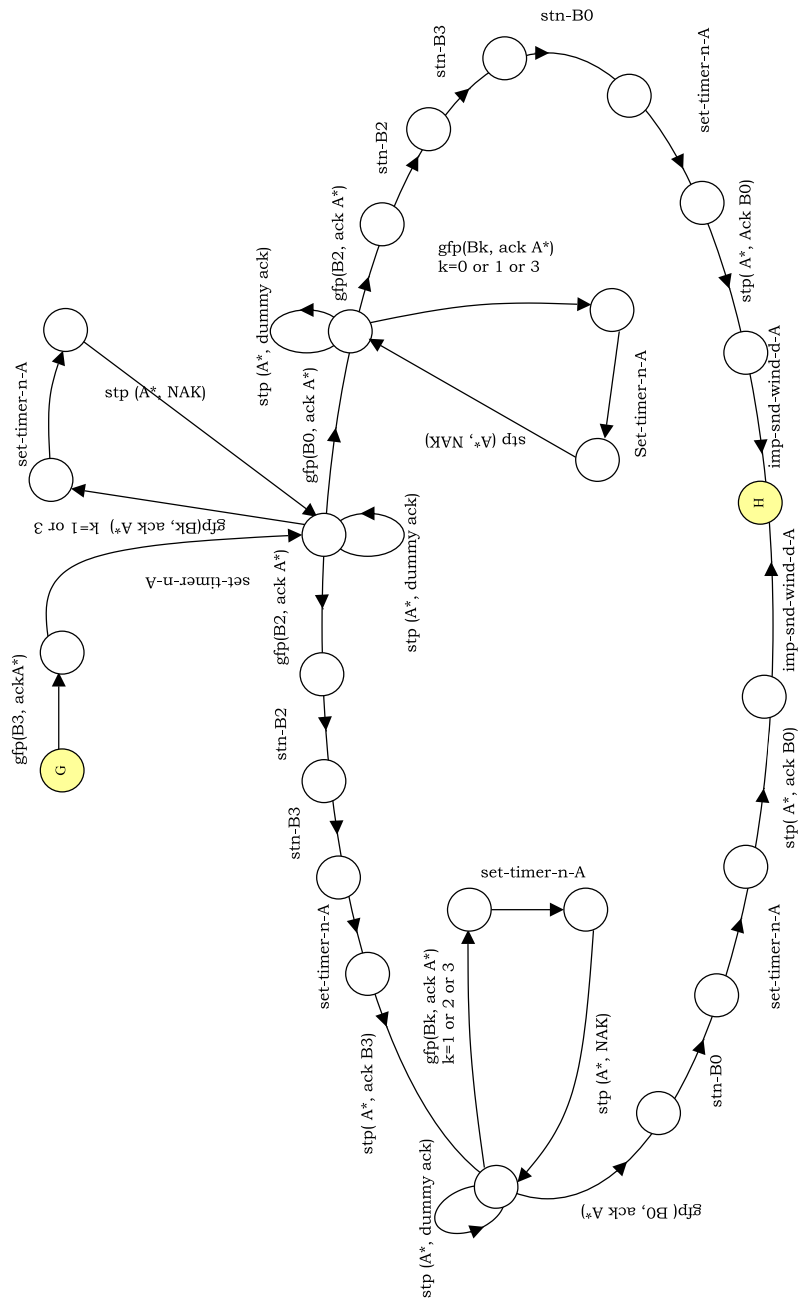 stn-B0
stn-B3
set-timer-n-A
stn-B2
stp( A*, Ack B0)
gfp(B2, ack A*)
gfp(Bk, ack A*)
k=0 or 1 or 3
stp (A*, dummy ack)
imp-snd-wind-d-A
set-timer-n-A
stp (A*, NAK)
gfp(B0, ack A*)
Set-timer-n-A
stp (A*, NAK)
H
gfp(Bk, ack A*) k=1 or 3
stp (A*, dummy ack)
set-timer-n-A
gfp(B2, ack A*)
imp-snd-wind-d-A
gfp(B3, ackA*)
G
stn-B2
stp( A*, ack B0)
stn-B3
set-timer-n-A
set-timer-n-A
set-timer-n-A
gfp(Bk, ack A*)
k=1 or 2 or 3
stp( A*, ack B3)
stp (A*, NAK)
stn-B0
stp (A*, dummy ack)
gfp( B0, ack A*)